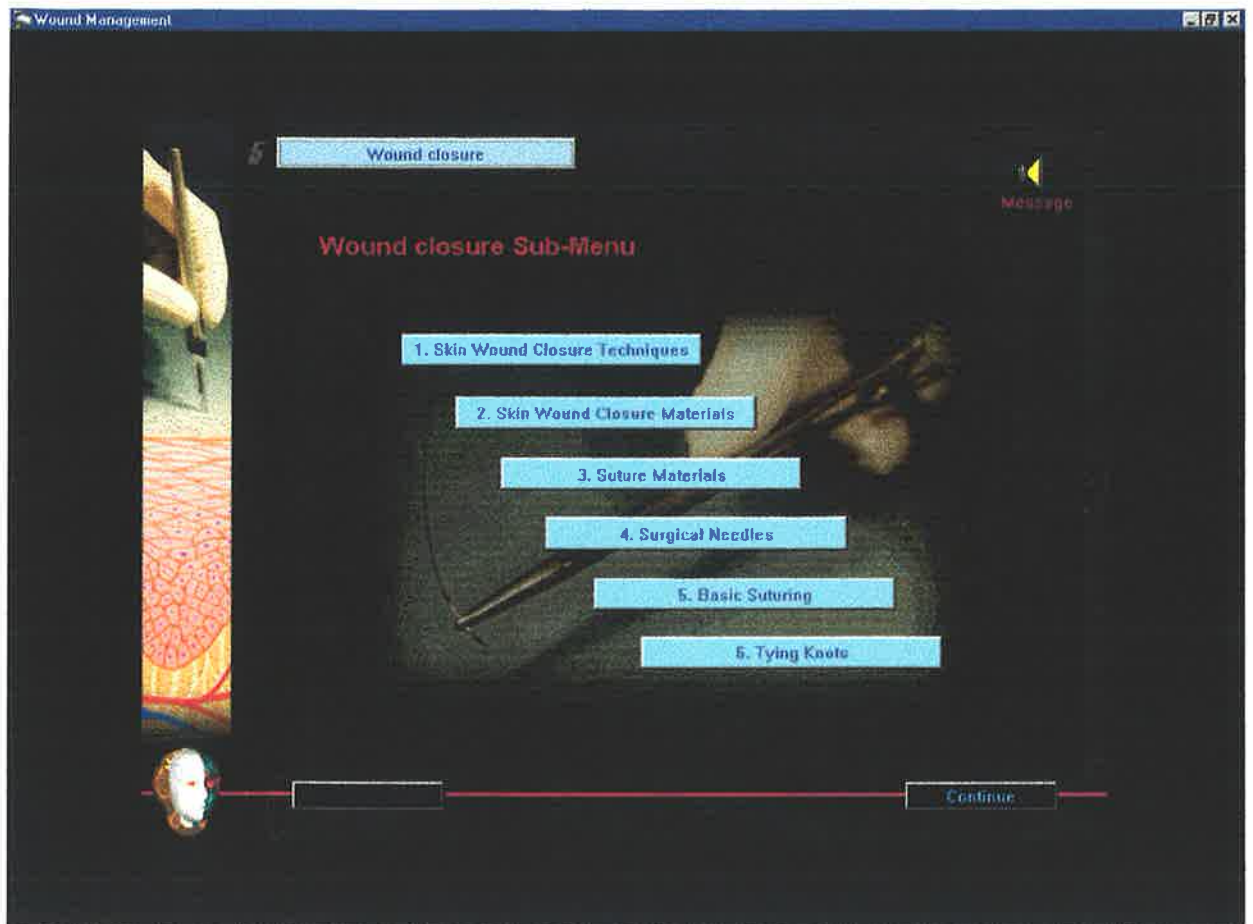 Wound Management
5 Wound closure
Message
Wound closure Sub-Menu
1. Skin Wound Closure Techniques
2. Skin Wound Closure Materials
3. Suture Materials
4. Surgical Needles
5. Basic Suturing
6. Tying Knots
Continue